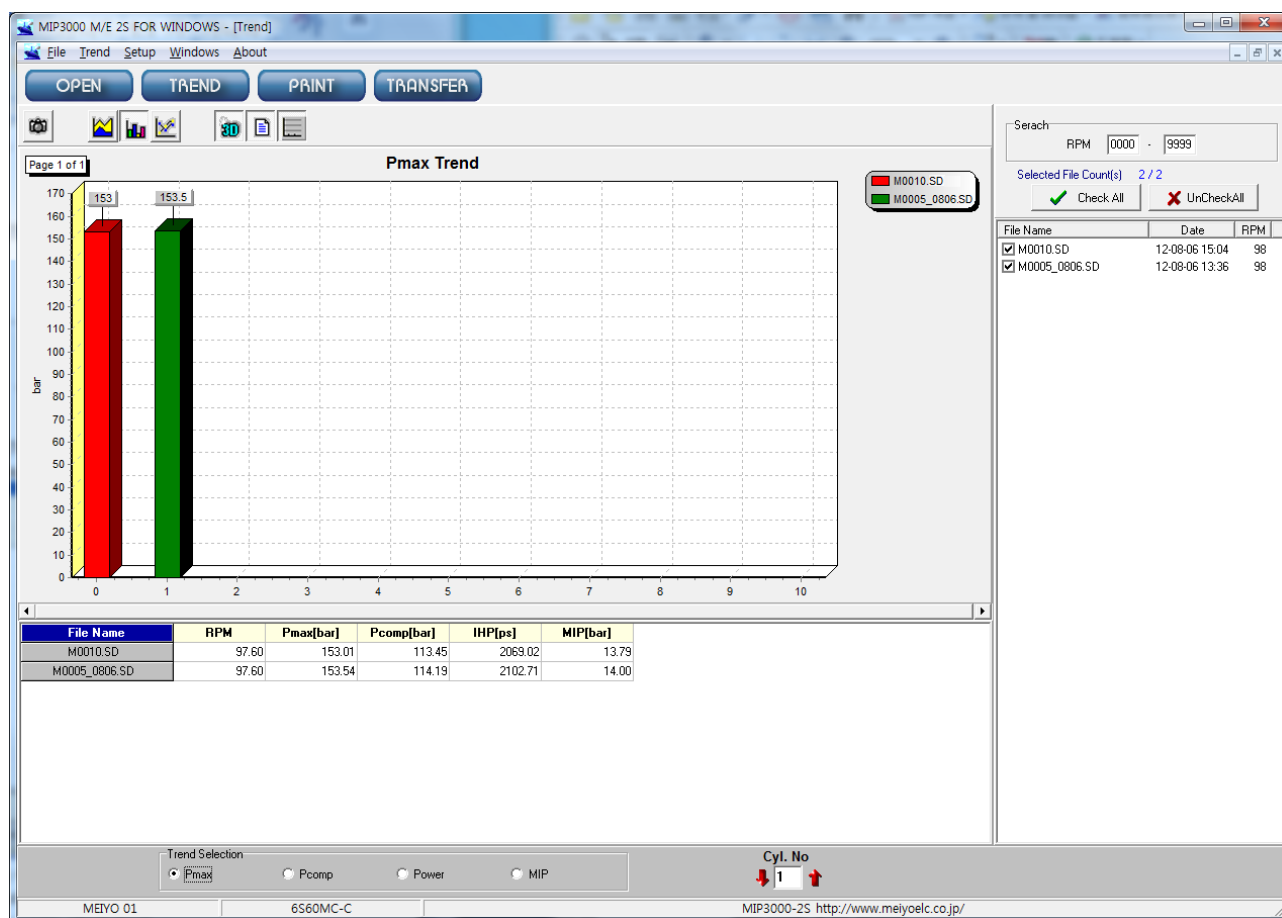 MIP3000 M/E 2S FOR WINDOWS - [Trend]
File Trend Setup Windows About
OPEN TREND PRINT TRANSFER
3D
Serach
RPM 0000 - 9999
Selected File Count(s) 2 / 2
Check All UnCheckAll
File Name Date RPM
M0010.SD 12-08-06 15:04 98
M0005_0806.SD 12-08-06 13:36 98
Page 1 of 1
Pmax Trend
M0010.SD
M0005_0806.SD
153 153.5
170
160
150
140
130
120
110
100
90
80
70
60
50
40
30
20
10
0
bar
0 1 2 3 4 5 6 7 8 9 10
File Name RPM Pmax[bar] Pcomp[bar] IHP[ps] MIP[bar]
M0010.SD 97.60 153.01 113.45 2069.02 13.79
M0005_0806.SD 97.60 153.54 114.19 2102.71 14.00
Trend Selection
Pmax Pcomp Power MIP
Cyl. No
1
MEIYO 01 6S60MC-C MIP3000-2S http://www.meiyoelc.co.jp/